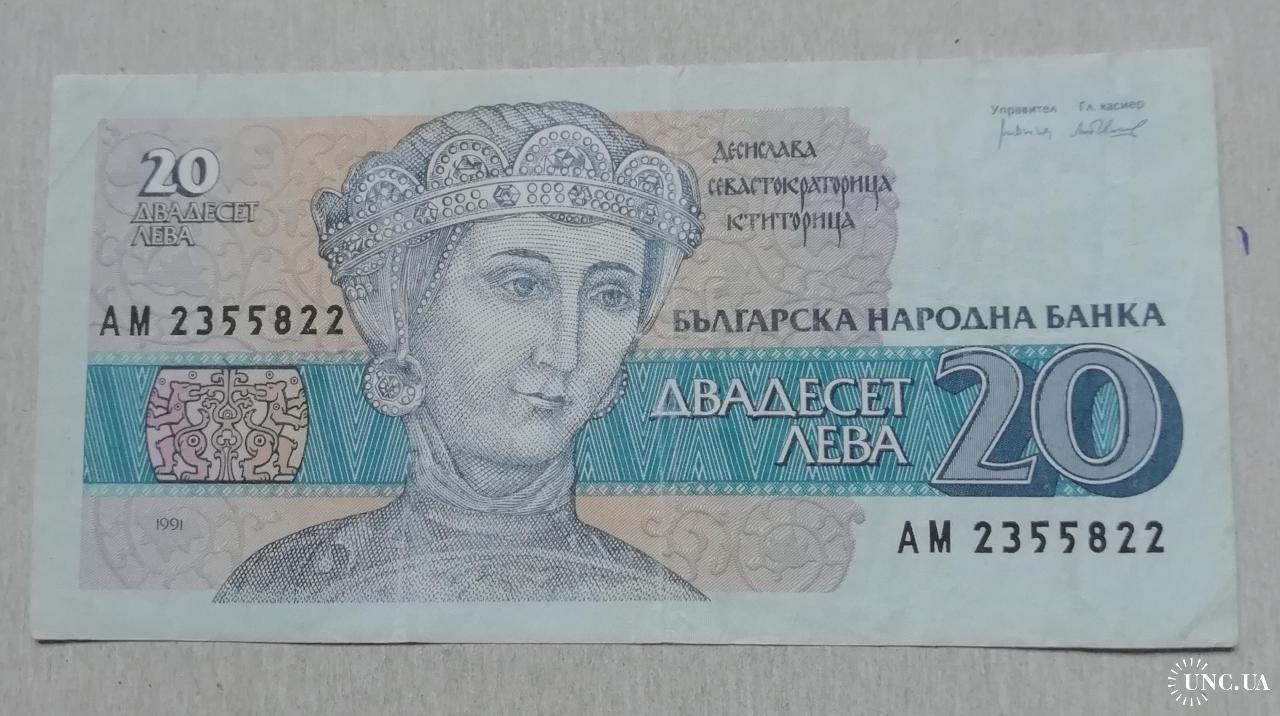 20
ДВАДЕСЕТ
ЛЕВА
ДЕСИСЛАВА
СЕВАСТОКРАТОРИЦА
КТИТОРИЦА
Управител Гл. касиер
АМ 2355822
БЪЛГАРСКА НАРОДНА БАНКА
ДВАДЕСЕТ
ЛЕВА
20
1991
АМ 2355822
UNC.UA